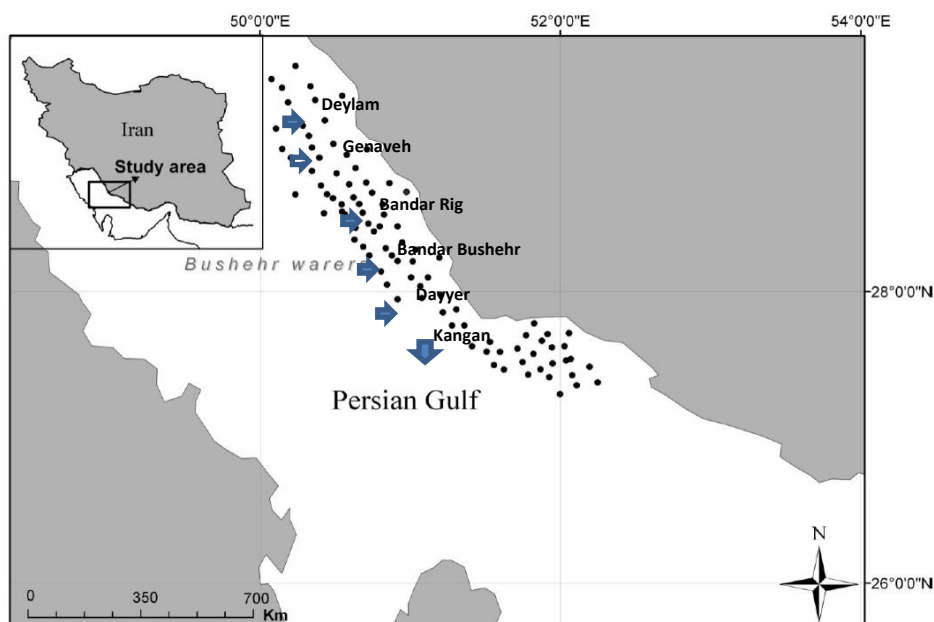 50°0'0"E
52°0'0"E
54°0'0"E
Iran
Study area
Deylam
Genaveh
Bandar Rig
Bandar Bushehr
Bushehr warers
Dayyer
28°0'0"N
Kangan
Persian Gulf
N
26°0'0"N
0 350 700
Km